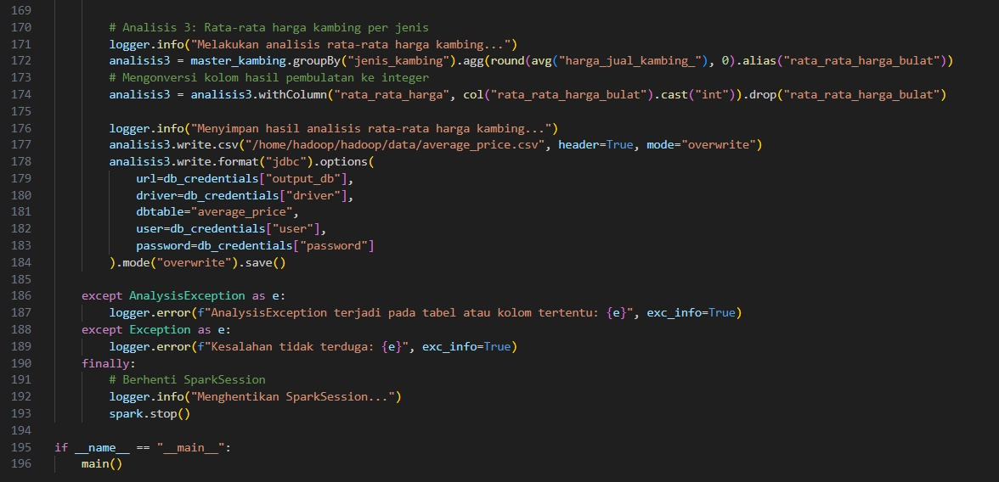 169
170         # Analisis 3: Rata-rata harga kambing per jenis
171         logger.info("Melakukan analisis rata-rata harga kambing...")
172         analisis3 = master_kambing.groupBy("jenis_kambing").agg(round(avg("harga_jual_kambing_"), 0).alias("rata_rata_harga_bulat"))
173         # Mengonversi kolom hasil pembulatan ke integer
174         analisis3 = analisis3.withColumn("rata_rata_harga", col("rata_rata_harga_bulat").cast("int")).drop("rata_rata_harga_bulat")
175
176         logger.info("Menyimpan hasil analisis rata-rata harga kambing...")
177         analisis3.write.csv("/home/hadoop/hadoop/data/average_price.csv", header=True, mode="overwrite")
178         analisis3.write.format("jdbc").options(
179             url=db_credentials["output_db"],
180             driver=db_credentials["driver"],
181             dbtable="average_price",
182             user=db_credentials["user"],
183             password=db_credentials["password"]
184         ).mode("overwrite").save()
185
186     except AnalysisException as e:
187         logger.error(f"AnalysisException terjadi pada tabel atau kolom tertentu: {e}", exc_info=True)
188     except Exception as e:
189         logger.error(f"Kesalahan tidak terduga: {e}", exc_info=True)
190     finally:
191         # Berhenti SparkSession
192         logger.info("Menghentikan SparkSession...")
193         spark.stop()
194
195 if __name__ == "__main__":
196     main()